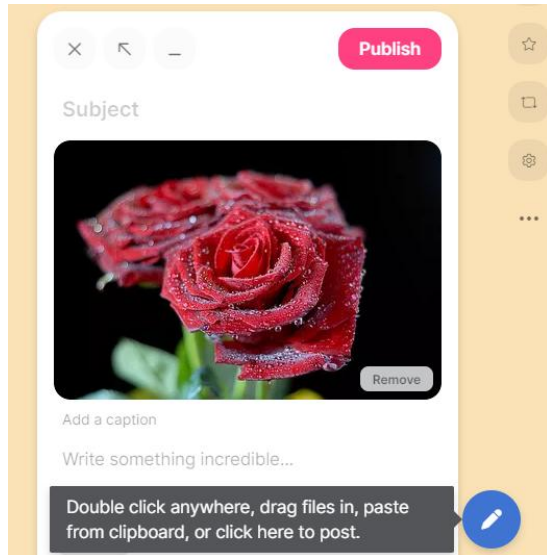 Publish
Subject
Remove
Add a caption
Write something incredible...
Double click anywhere, drag files in, paste
from clipboard, or click here to post.